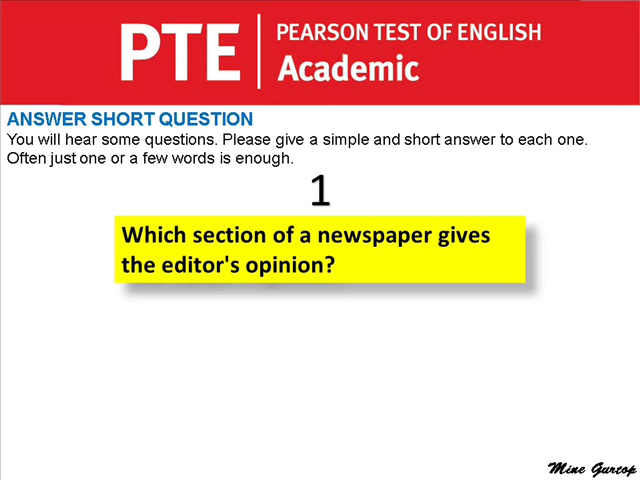 PTE
PEARSON TEST OF ENGLISH
Academic
ANSWER SHORT QUESTION
You will hear some questions. Please give a simple and short answer to each one.
Often just one or a few words is enough.
1
Which section of a newspaper gives
the editor's opinion?
Mine Gurtop